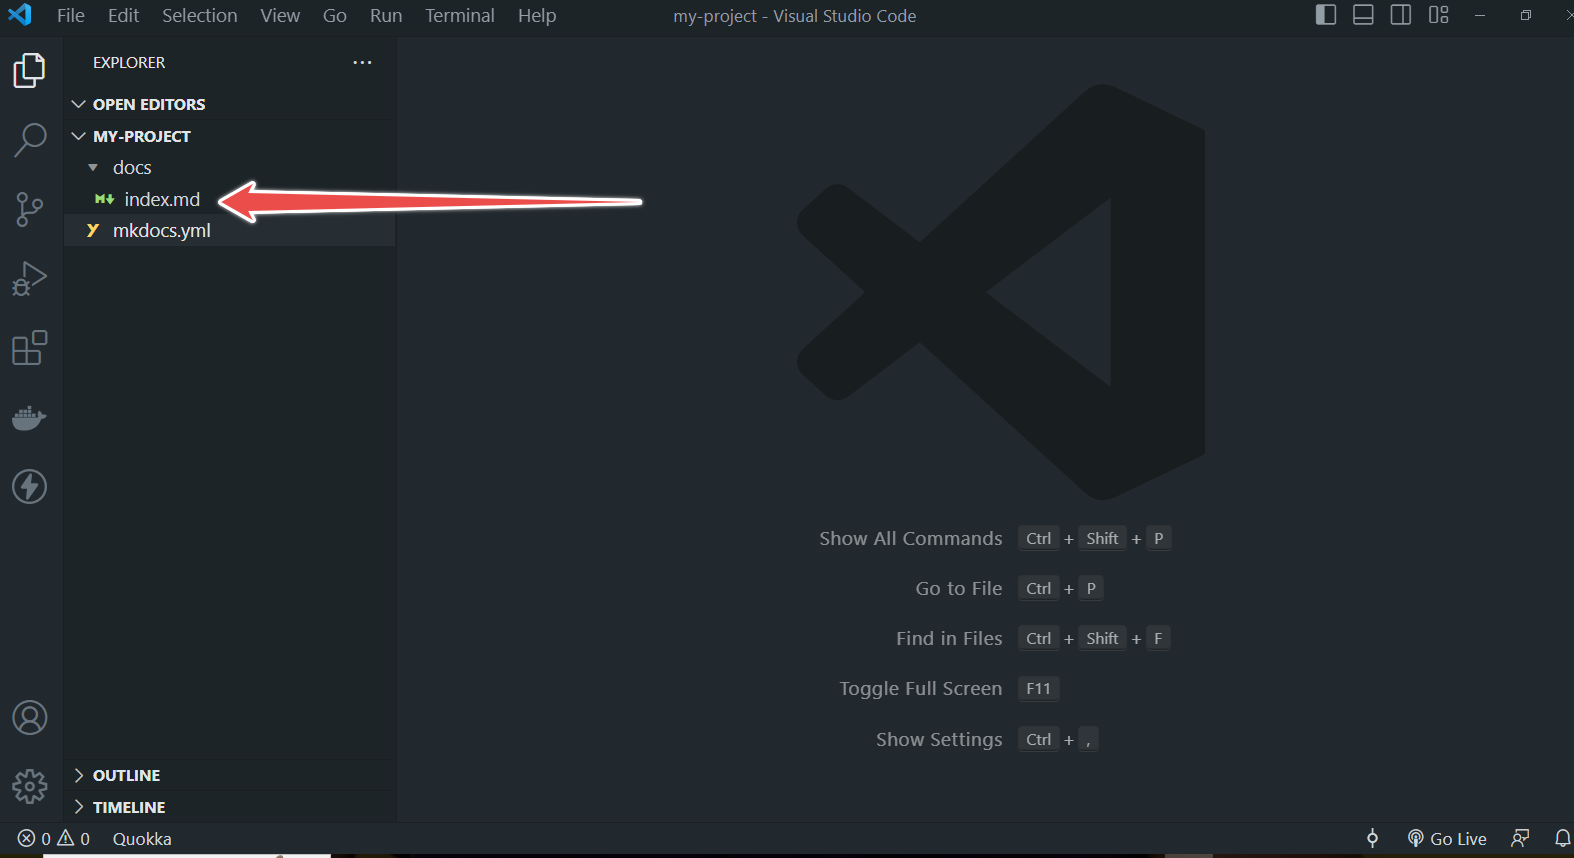 File Edit Selection View Go Run Terminal Help my-project - Visual Studio Code
EXPLORER
OPEN EDITORS
MY-PROJECT
docs
index.md
mkdocs.yml
Show All Commands Ctrl + Shift + P
Go to File Ctrl + P
Find in Files Ctrl + Shift + F
Toggle Full Screen F11
Show Settings Ctrl + ,
OUTLINE
TIMELINE
0 0 Quokka Go Live